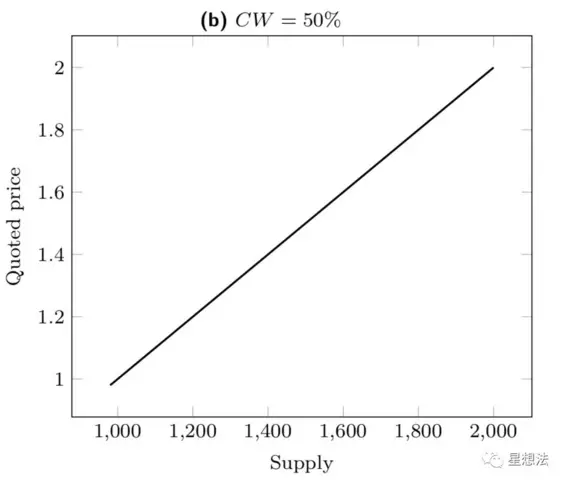 (b) CW = 50%
2
1.8
1.6
1.4
1.2
1
Quoted price
1,000 1,200 1,400 1,600 1,800 2,000
Supply
星想法